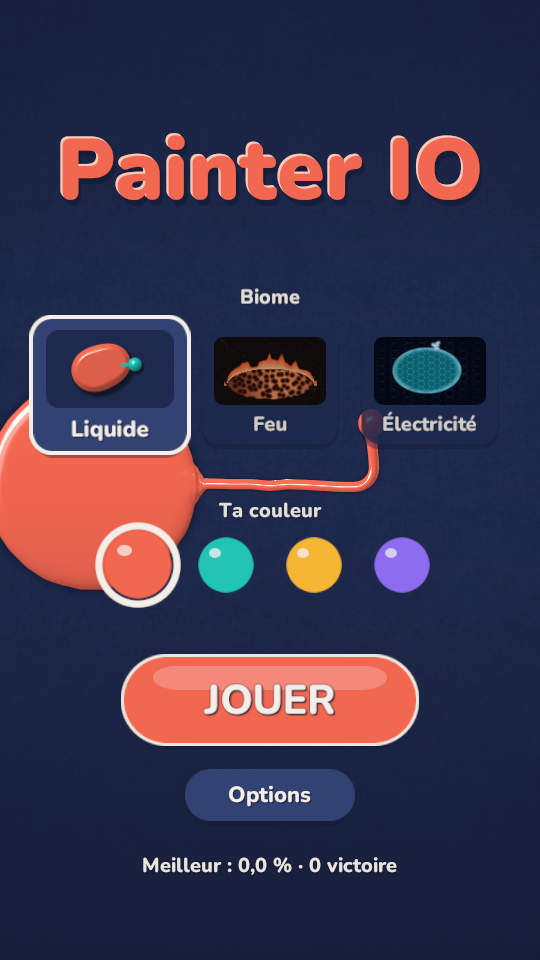 Painter IO
Biome
Liquide
Feu
Électricité
Ta couleur
JOUER
Options
Meilleur : 0,0 % · 0 victoire